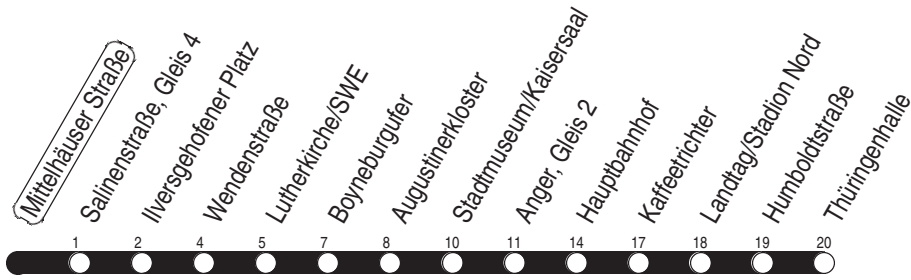 Mittelhäuser Straße
Salinenstraße, Gleis 4
Ilversgehofener Platz
Wendenstraße
Lutherkirche/SWE
Boyneburgufer
Augustinerkloster
Stadtmuseum/Kaisersaal
Anger, Gleis 2
Hauptbahnhof
Kaffeetrichter
Landtag/Stadion Nord
Humboldtstraße
Thüringenhalle
1 2 4 5 7 8 10 11 14 17 18 19 20